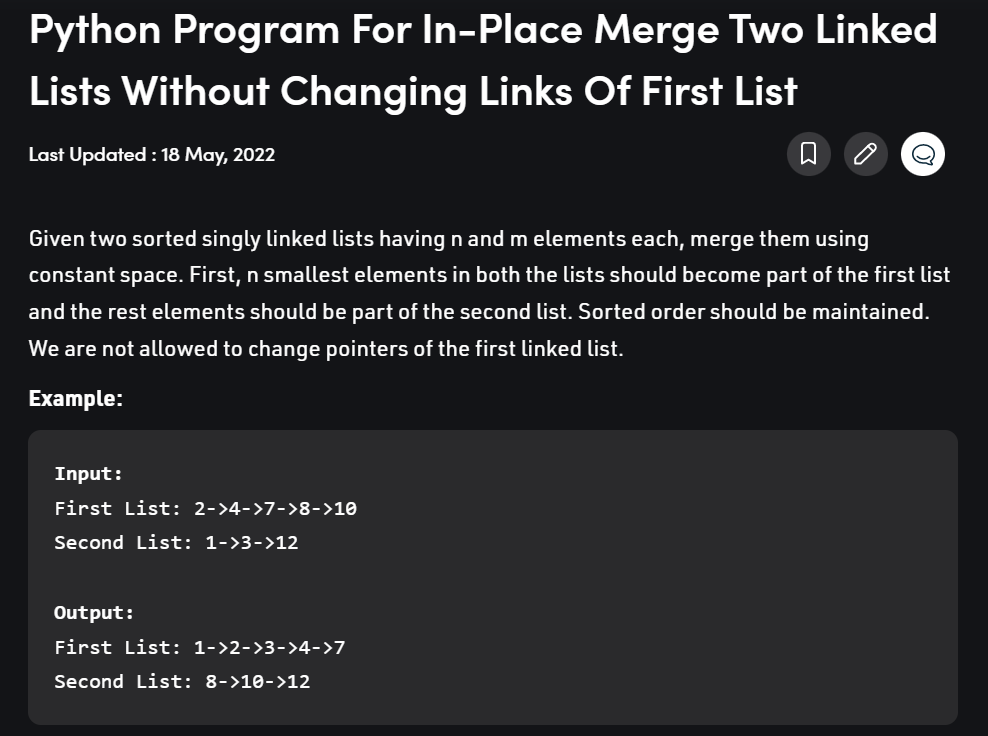 Python Program For In-Place Merge Two Linked
Lists Without Changing Links Of First List
Last Updated : 18 May, 2022
Given two sorted singly linked lists having n and m elements each, merge them using
constant space. First, n smallest elements in both the lists should become part of the first list
and the rest elements should be part of the second list. Sorted order should be maintained.
We are not allowed to change pointers of the first linked list.
Example:
Input:
First List: 2->4->7->8->10
Second List: 1->3->12
Output:
First List: 1->2->3->4->7
Second List: 8->10->12